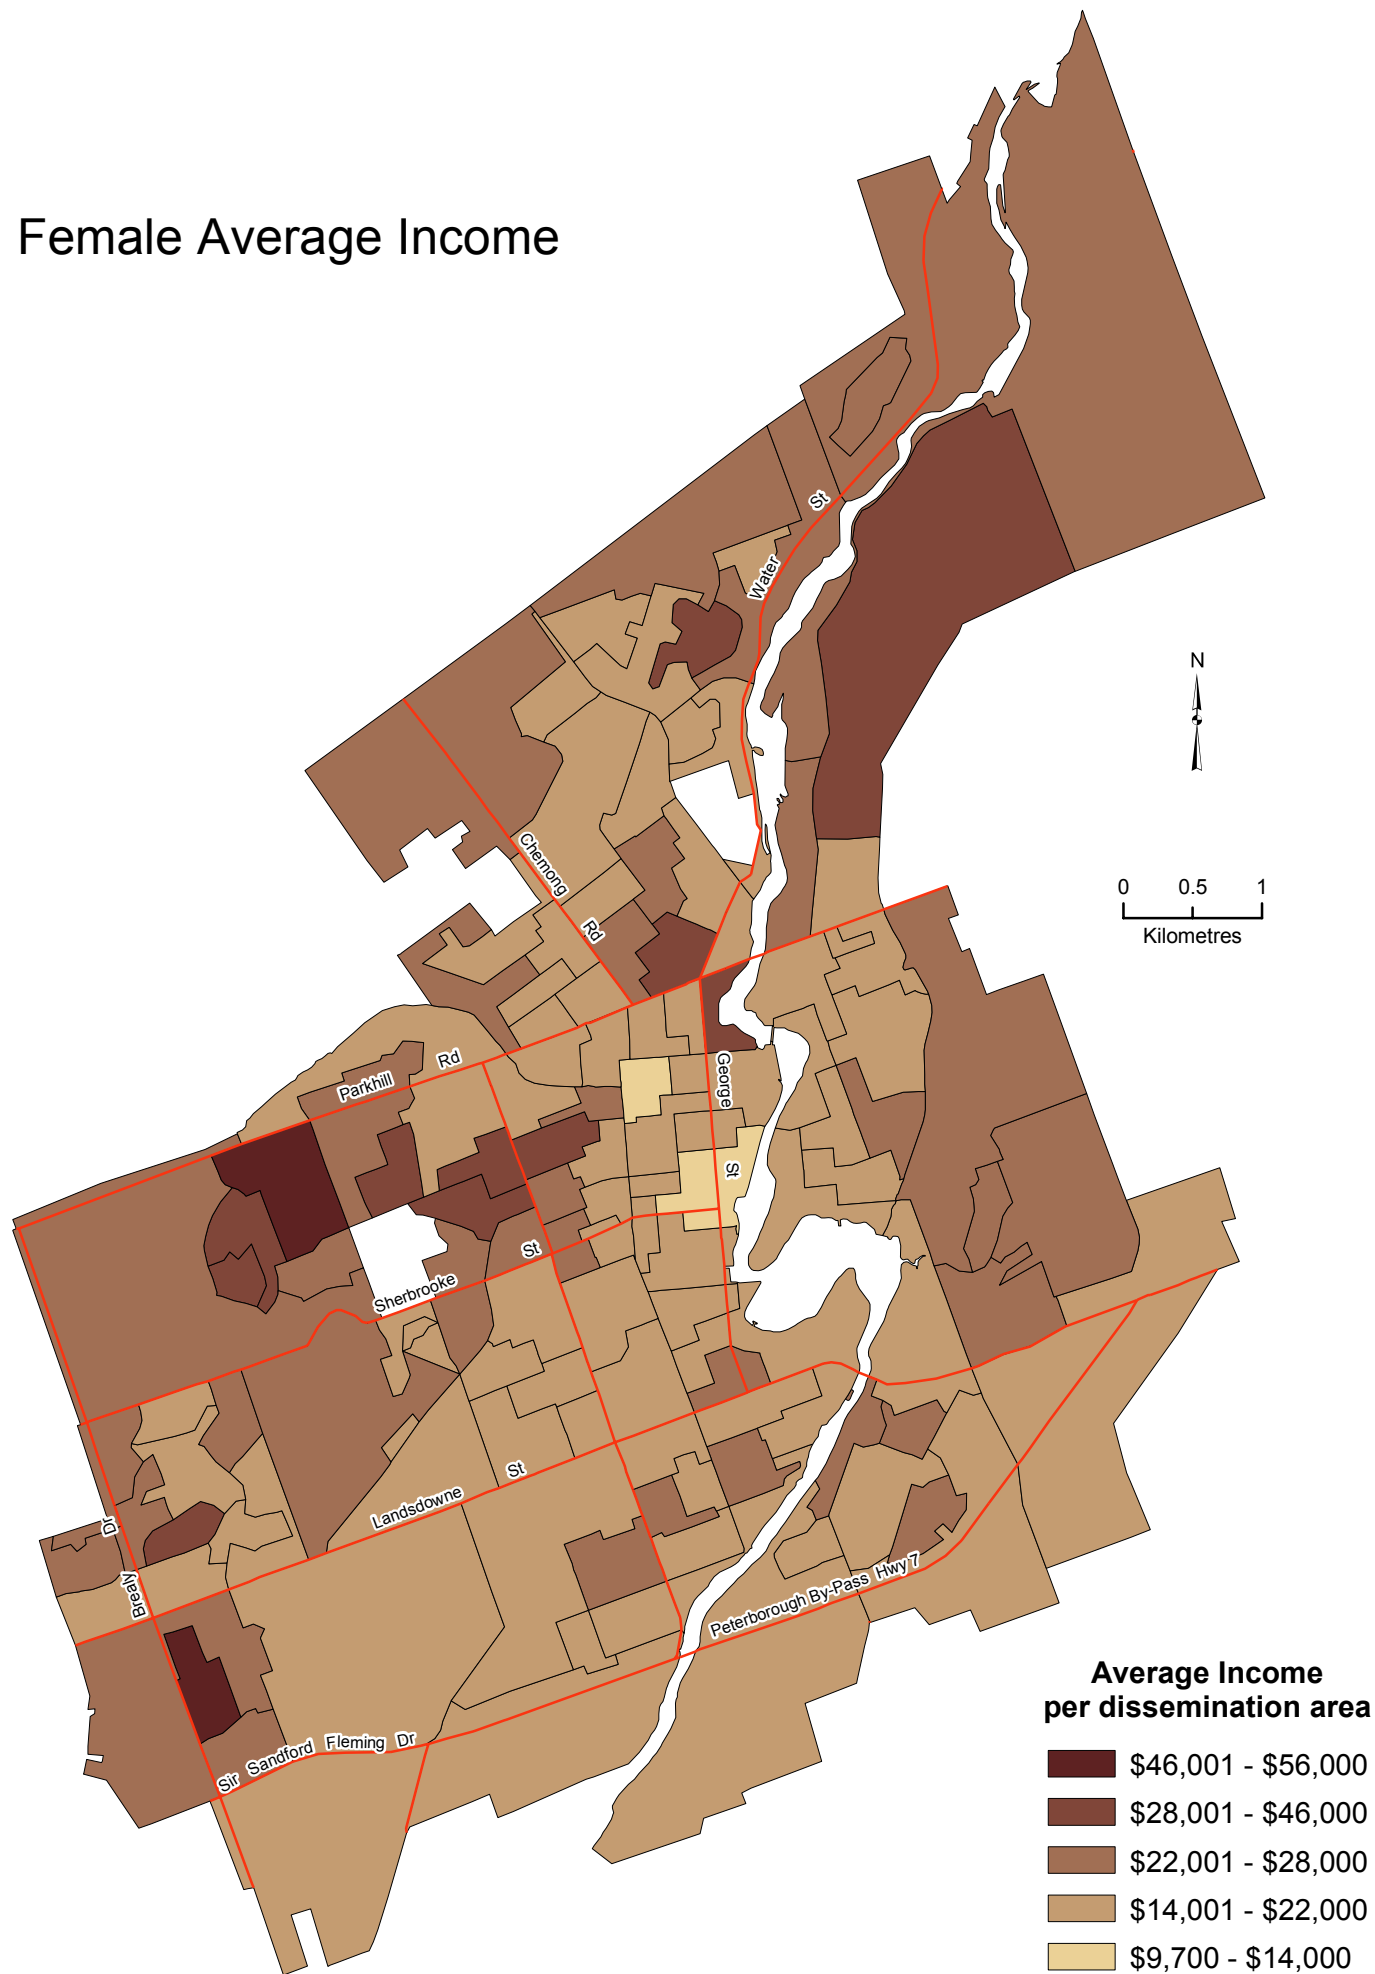 Female Average Income
St
Water
N
0 0.5 1
Kilometres
Chemong
Rd
Parkhill
Rd
George
St
St
Sherbrooke
St
Landsdowne
Dr
Brealy
Peterborough By-Pass Hwy 7
Sir Sandford Fleming Dr
Average Income
per dissemination area
$46,001 - $56,000
$28,001 - $46,000
$22,001 - $28,000
$14,001 - $22,000
$9,700 - $14,000